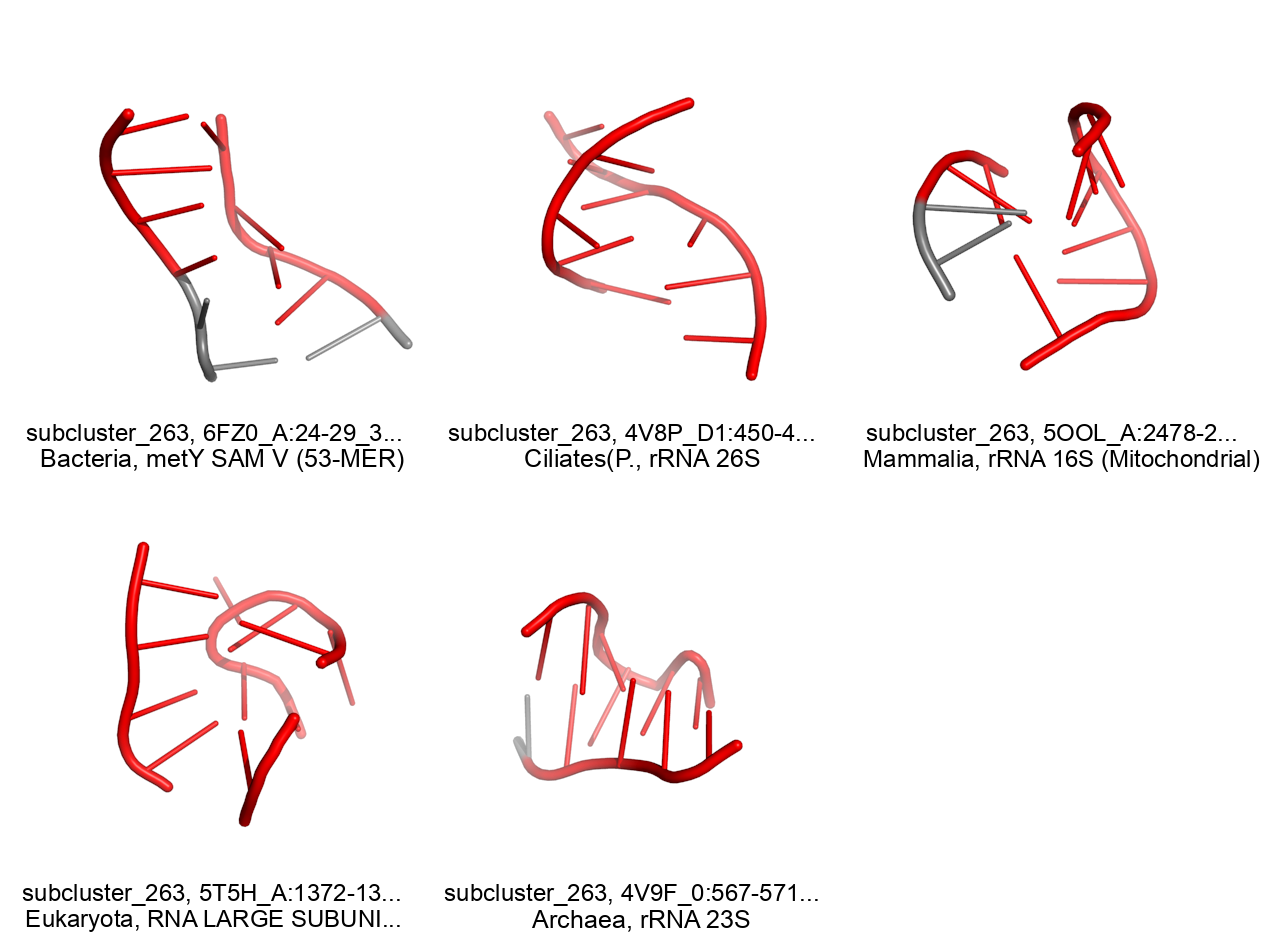 subcluster_263, 6FZ0_A:24-29_3...
Bacteria, metY SAM V (53-MER)
subcluster_263, 4V8P_D1:450-4...
Ciliates(P., rRNA 26S
subcluster_263, 5OOL_A:2478-2...
Mammalia, rRNA 16S (Mitochondrial)
subcluster_263, 5T5H_A:1372-13...
Eukaryota, RNA LARGE SUBUNI...
subcluster_263, 4V9F_0:567-571...
Archaea, rRNA 23S